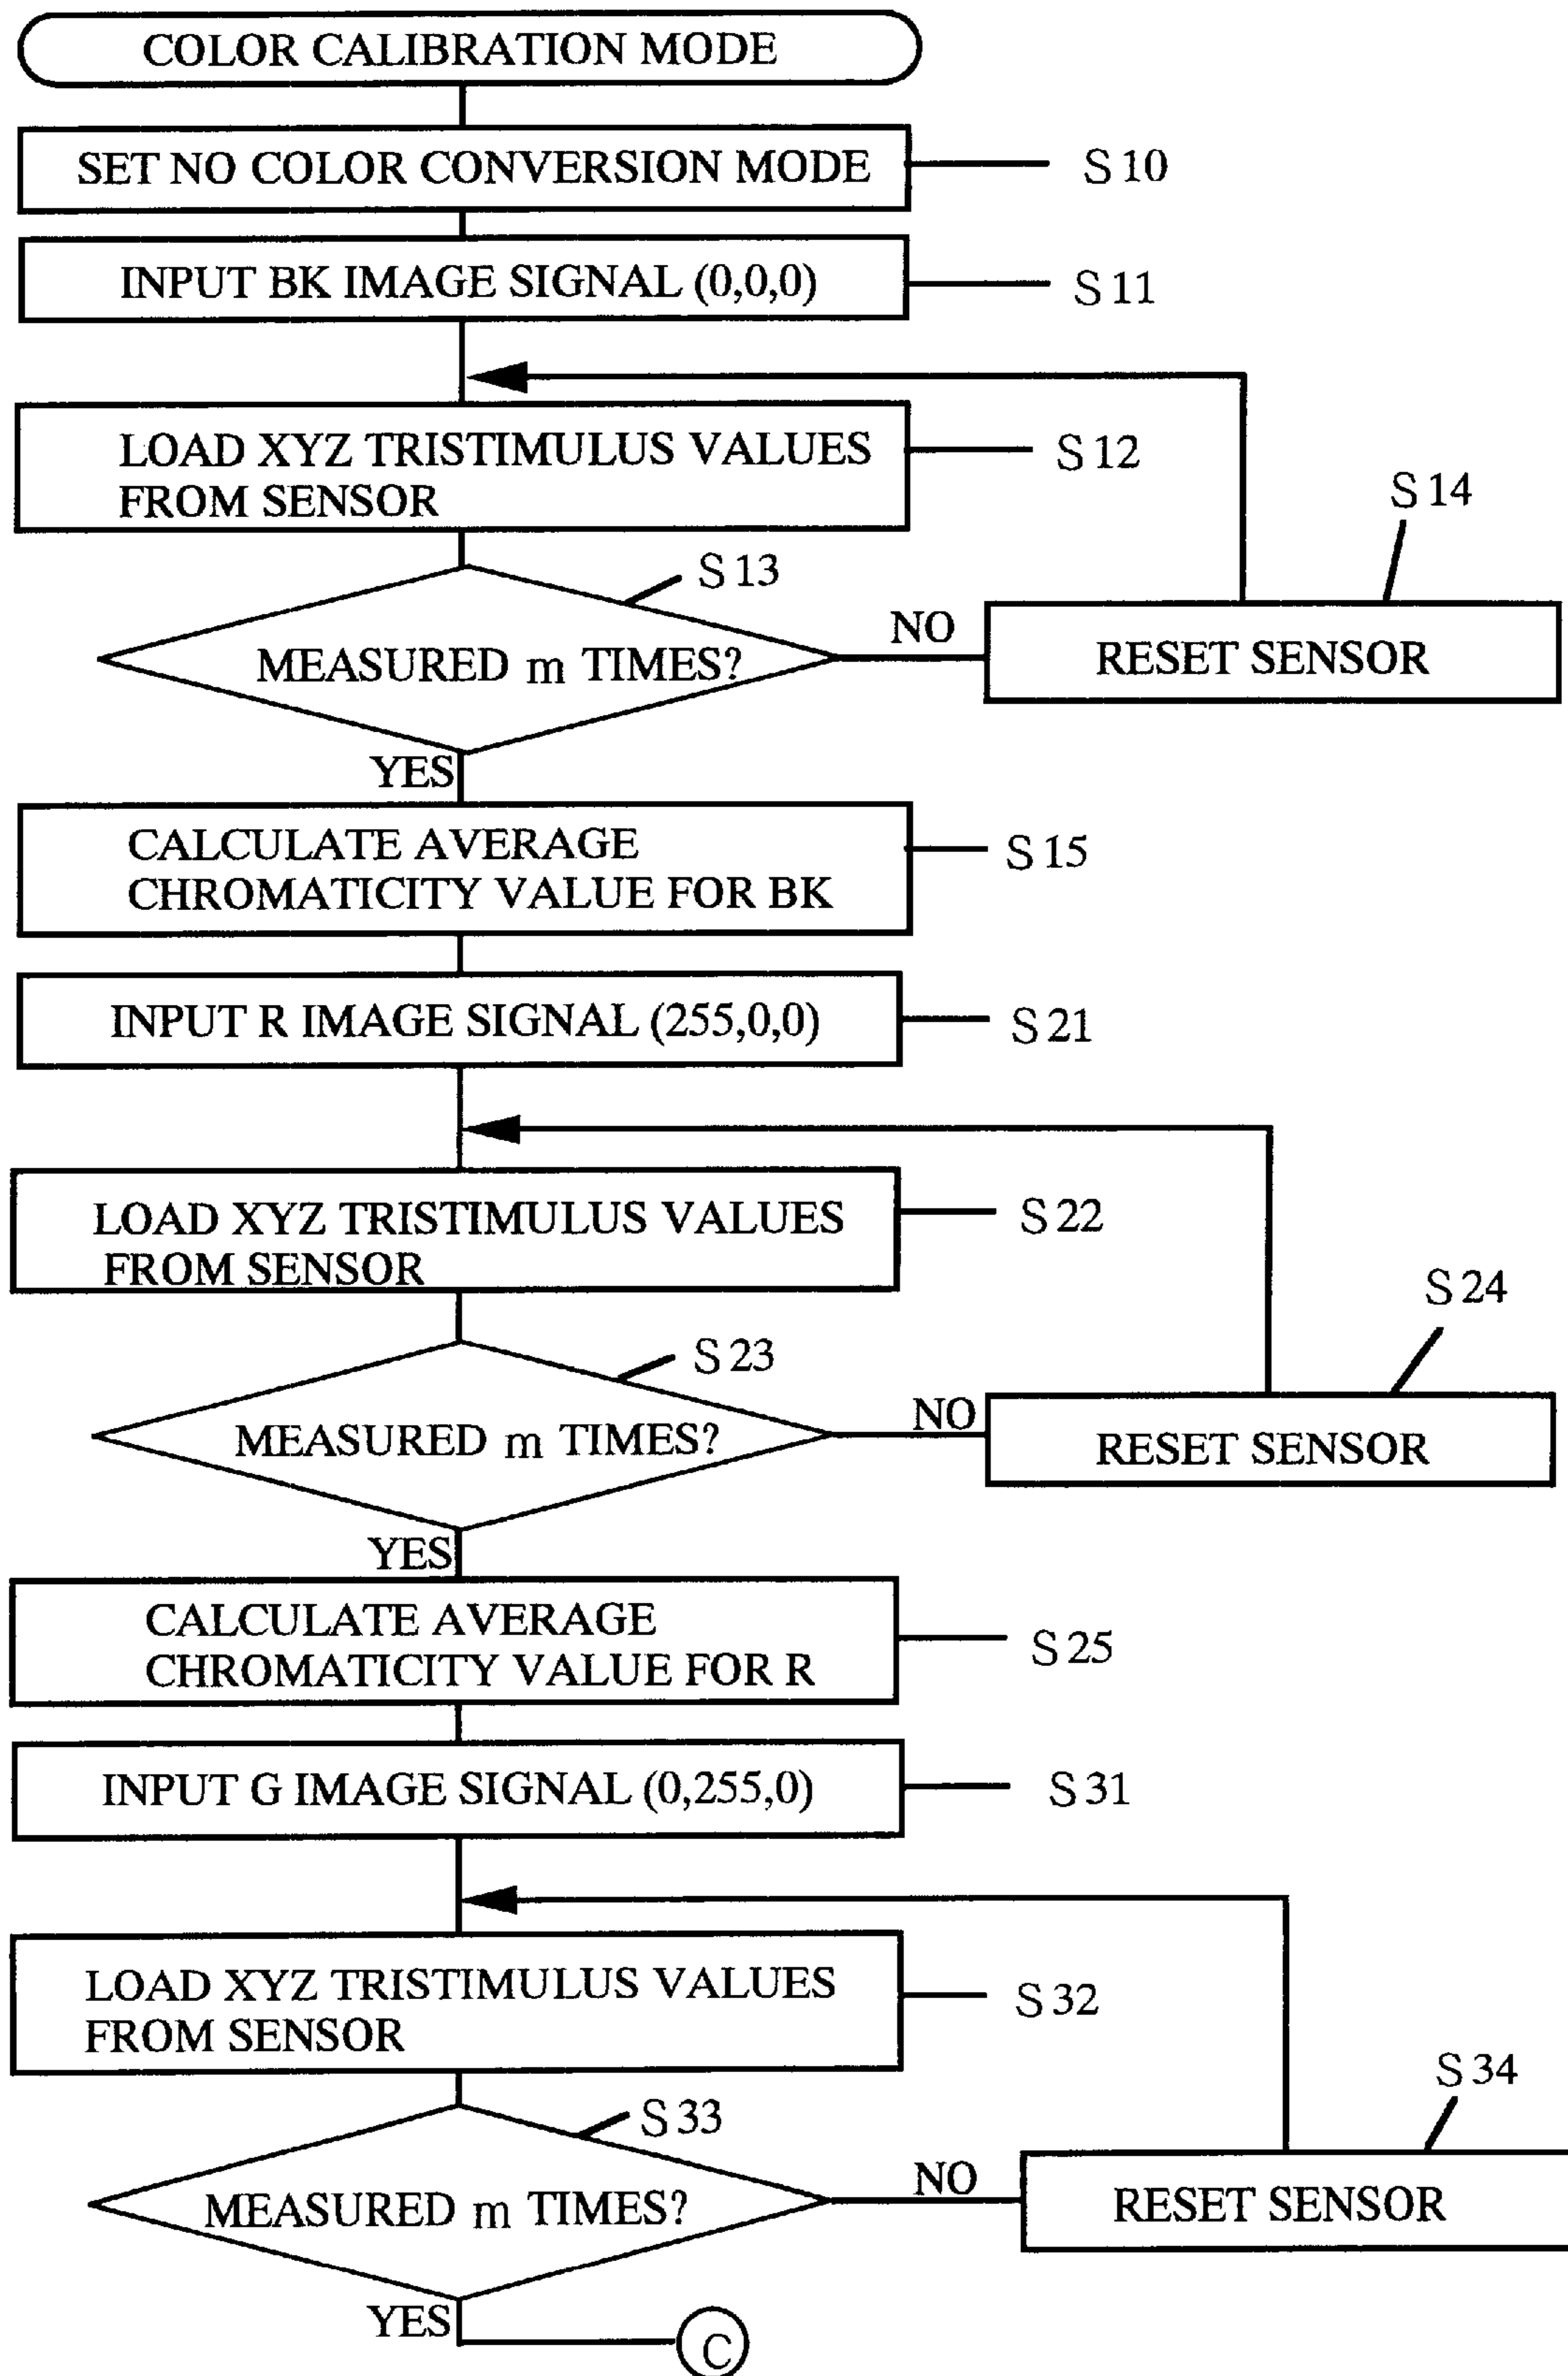 COLOR CALIBRATION MODE
SET NO COLOR CONVERSION MODE
S10
INPUT BK IMAGE SIGNAL (0,0,0)
S11
LOAD XYZ TRISTIMULUS VALUES
FROM SENSOR
S12
S14
S13
MEASURED m TIMES?
NO
RESET SENSOR
YES
CALCULATE AVERAGE
CHROMATICITY VALUE FOR BK
S15
INPUT R IMAGE SIGNAL (255,0,0)
S21
LOAD XYZ TRISTIMULUS VALUES
FROM SENSOR
S22
S24
S23
MEASURED m TIMES?
NO
RESET SENSOR
YES
CALCULATE AVERAGE
CHROMATICITY VALUE FOR R
S25
INPUT G IMAGE SIGNAL (0,255,0)
S31
LOAD XYZ TRISTIMULUS VALUES
FROM SENSOR
S32
S34
S33
MEASURED m TIMES?
NO
RESET SENSOR
YES
C